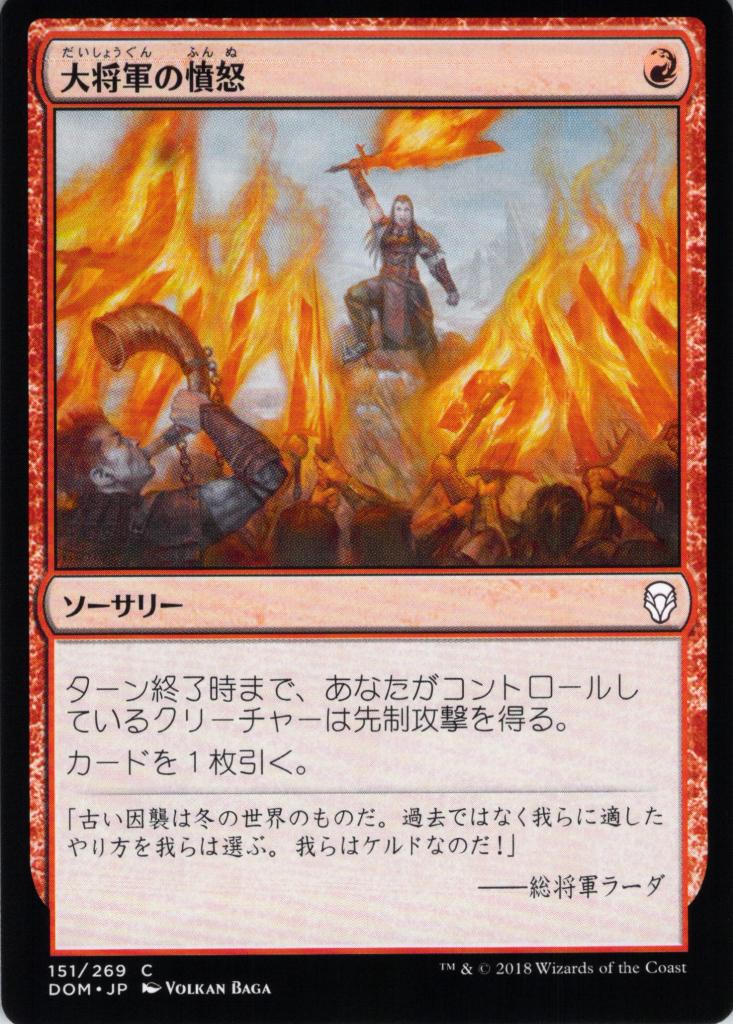 だいしょうぐん ふんぬ
大将軍の憤怒
ソーサリー
ターン終了時まで、あなたがコントロールし
ているクリーチャーは先制攻撃を得る。
カードを１枚引く。
「古い因襲は冬の世界のものだ。過去ではなく我らに適した
やり方を我らは選ぶ。我らはケルドなのだ！」
——総将軍ラーダ
151/269 C
™ & © 2018 Wizards of the Coast
DOM • JP VOLKAN BAGA